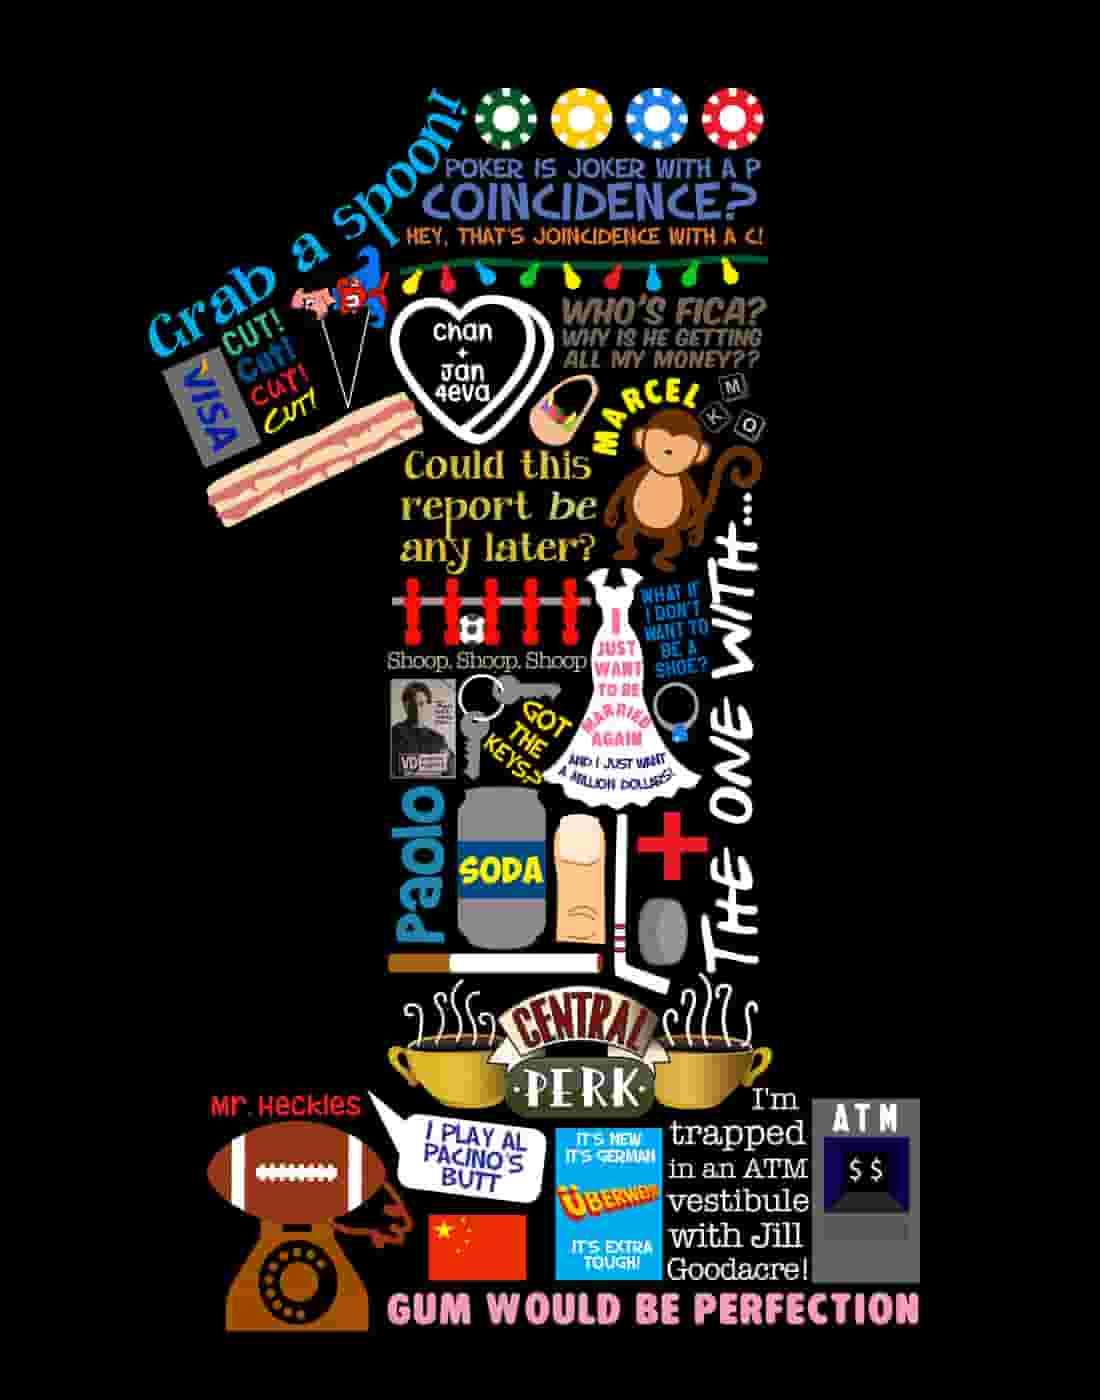 Grab a spoon!
POKER IS JOKER WITH A P
COINCIDENCE?
HEY, THAT'S JOINCIDENCE WITH A C!
VISA
CUT!
CUT!
CUT!
CUT!
chan
+
Jan
4eva
WHO'S FICA?
WHY IS HE GETTING
ALL MY MONEY??
MARCEL
M
K
O
Could this
report be
any later?
THE ONE WITH...
Shoop, Shoop, Shoop
I
JUST
WANT
TO BE
MARRIED
AGAIN
AND I JUST WANT
A MILLION DOLLARS!
WHAT IF
I DON'T
WANT TO
BE A
SHOE?
VD
GOT
THE
KEYS?
Paolo
SODA
CENTRAL
PERK
Mr. Heckles
I PLAY AL
PACINO'S
BUTT
IT'S NEW
IT'S GERMAN
ÜBERWEISS
IT'S EXTRA
TOUGH!
I'm
trapped
in an ATM
vestibule
with Jill
Goodacre!
ATM
$ $
GUM WOULD BE PERFECTION